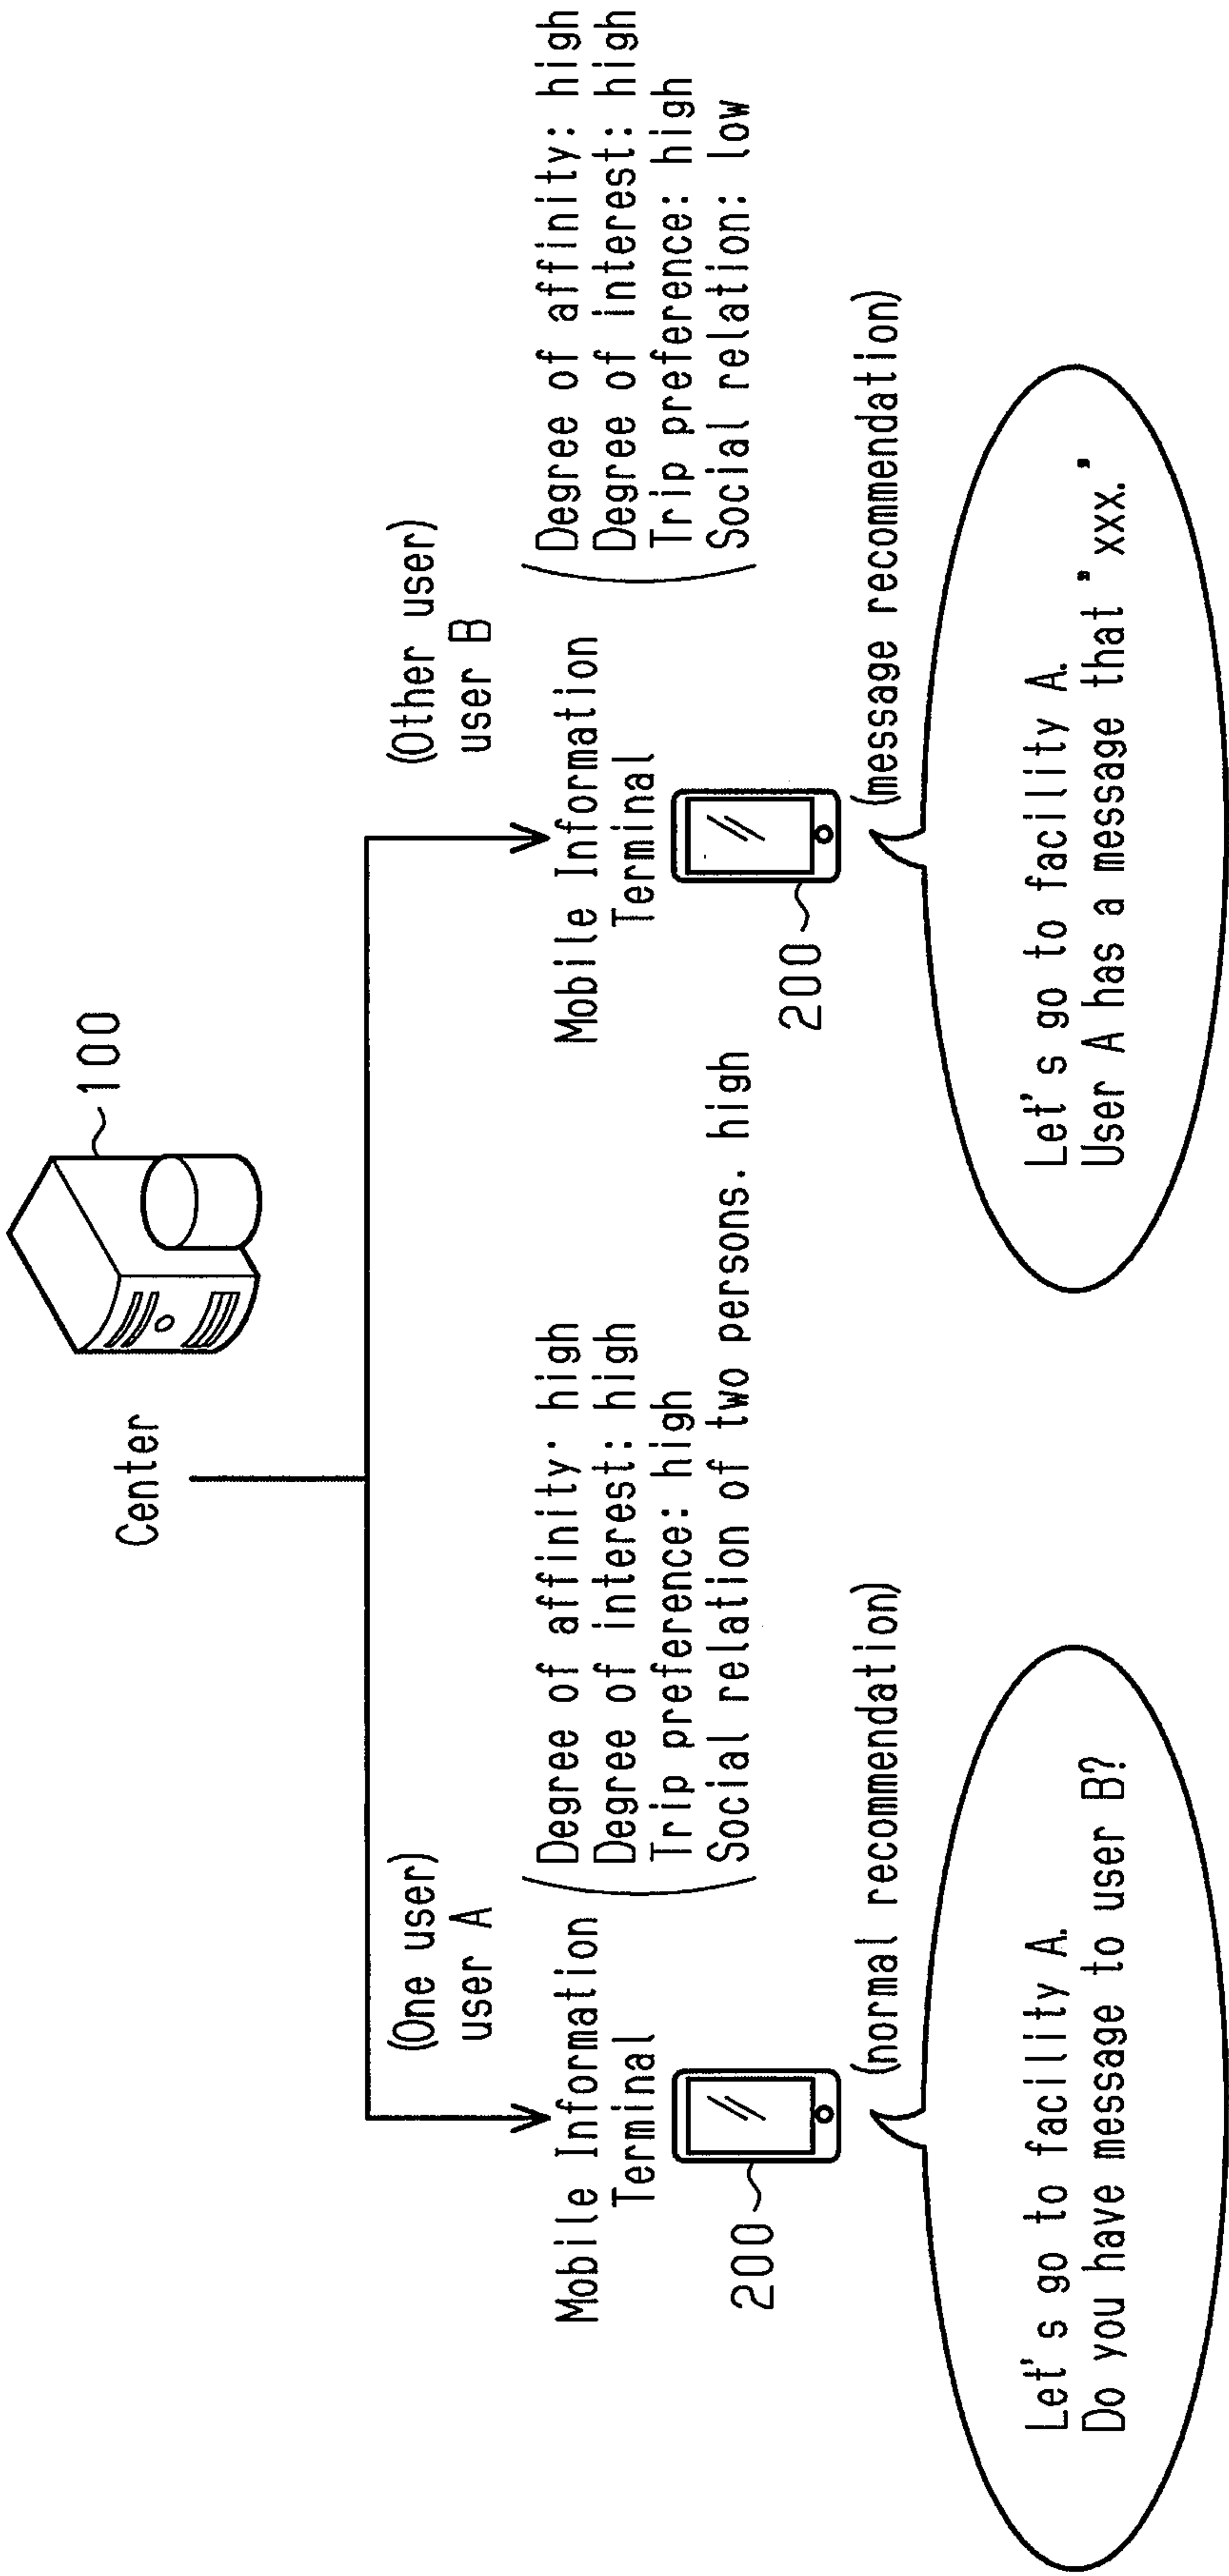 Center
100
(One user)
user A
Mobile Information
Terminal
200
Degree of affinity: high
Degree of interest: high
Trip preference: high
Social relation of two persons. high
(normal recommendation)
Let's go to facility A.
Do you have message to user B?
(Other user)
user B
Mobile Information
Terminal
200
Degree of affinity: high
Degree of interest: high
Trip preference: high
Social relation: low
(message recommendation)
Let's go to facility A.
User A has a message that "xxx."